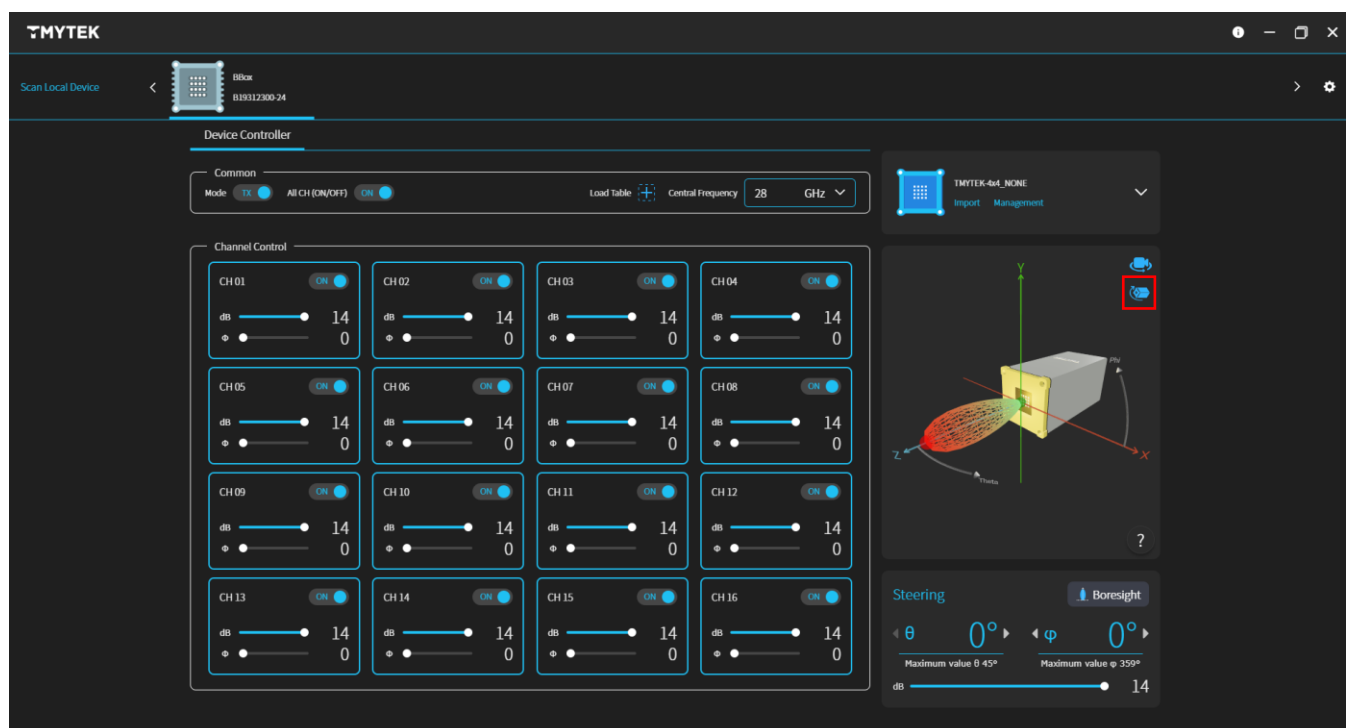 TMYTEK
Scan Local Device
BBox
B19312300-24
Device Controller
Common
Mode TX All CH (ON/OFF) ON Load Table Central Frequency 28 GHz
TMYTEK-4x4_NONE
Import Management
Channel Control
CH 01 ON CH 02 ON CH 03 ON CH 04 ON
dB 14 dB 14 dB 14 dB 14
Φ 0 Φ 0 Φ 0 Φ 0
CH 05 ON CH 06 ON CH 07 ON CH 08 ON
dB 14 dB 14 dB 14 dB 14
Φ 0 Φ 0 Φ 0 Φ 0
CH 09 ON CH 10 ON CH 11 ON CH 12 ON
dB 14 dB 14 dB 14 dB 14
Φ 0 Φ 0 Φ 0 Φ 0
CH 13 ON CH 14 ON CH 15 ON CH 16 ON
dB 14 dB 14 dB 14 dB 14
Φ 0 Φ 0 Φ 0 Φ 0
Y
Phi
Z
X
Theta
?
Steering Boresight
θ 0° φ 0°
Maximum value θ 45° Maximum value φ 359°
dB 14